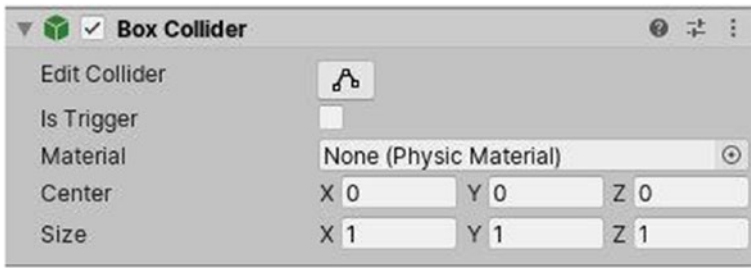 Box Collider
Edit Collider
Is Trigger
Material None (Physic Material)
Center X 0 Y 0 Z 0
Size X 1 Y 1 Z 1